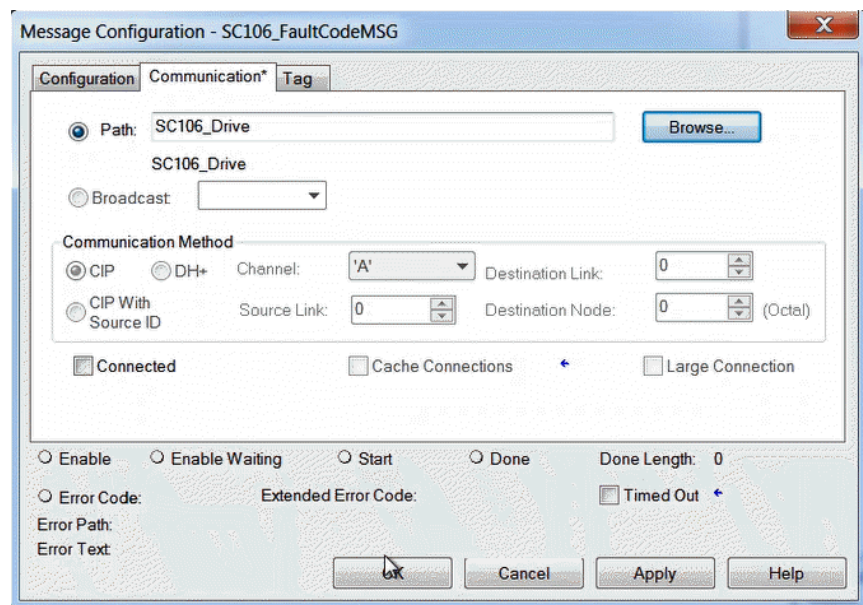 Message Configuration - SC106_FaultCodeMSG
X
Configuration Communication* Tag
Path: SC106_Drive Browse...
SC106_Drive
Broadcast:
Communication Method
CIP DH+ Channel: 'A' Destination Link: 0
CIP With Source ID Source Link: 0 Destination Node: 0 (Octal)
Connected Cache Connections Large Connection
Enable Enable Waiting Start Done Done Length: 0
Error Code: Extended Error Code: Timed Out
Error Path:
Error Text:
OK Cancel Apply Help